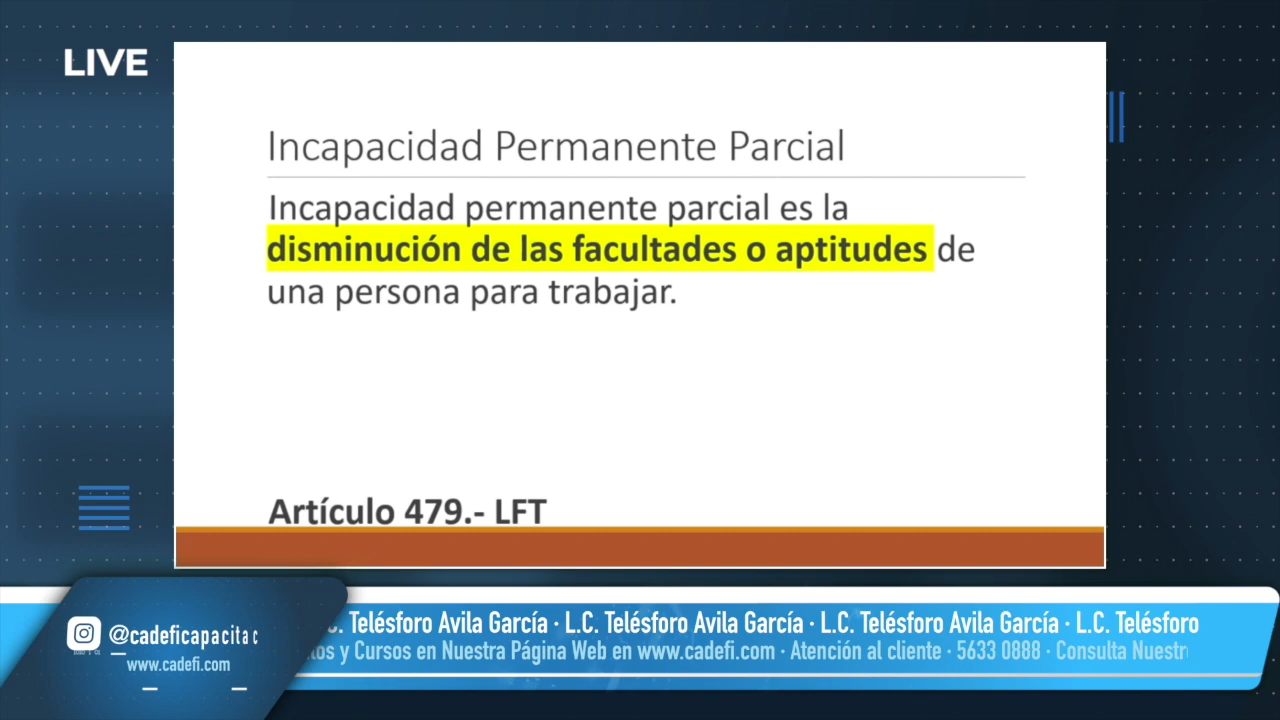 LIVE
Incapacidad Permanente Parcial
Incapacidad permanente parcial es la
disminución de las facultades o aptitudes de
una persona para trabajar.
Artículo 479.- LFT
@cadeficapacitac
www.cadefi.com
Telésforo Avila García · L.C. Telésforo Avila García · L.C. Telésforo Avila García · L.C. Telésforo
y Cursos en Nuestra Página Web en www.cadefi.com · Atención al cliente · 5633 0888 · Consulta Nuestr